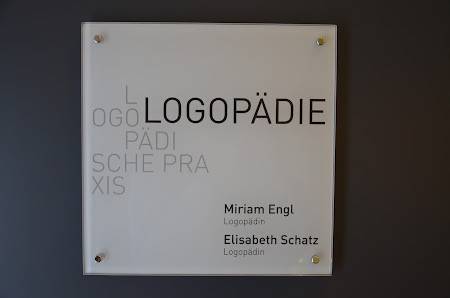 L
OGO LOGOPÄDIE
PÄDI
SCHE PRA
XIS
Miriam Engl
Logopädin
Elisabeth Schatz
Logopädin